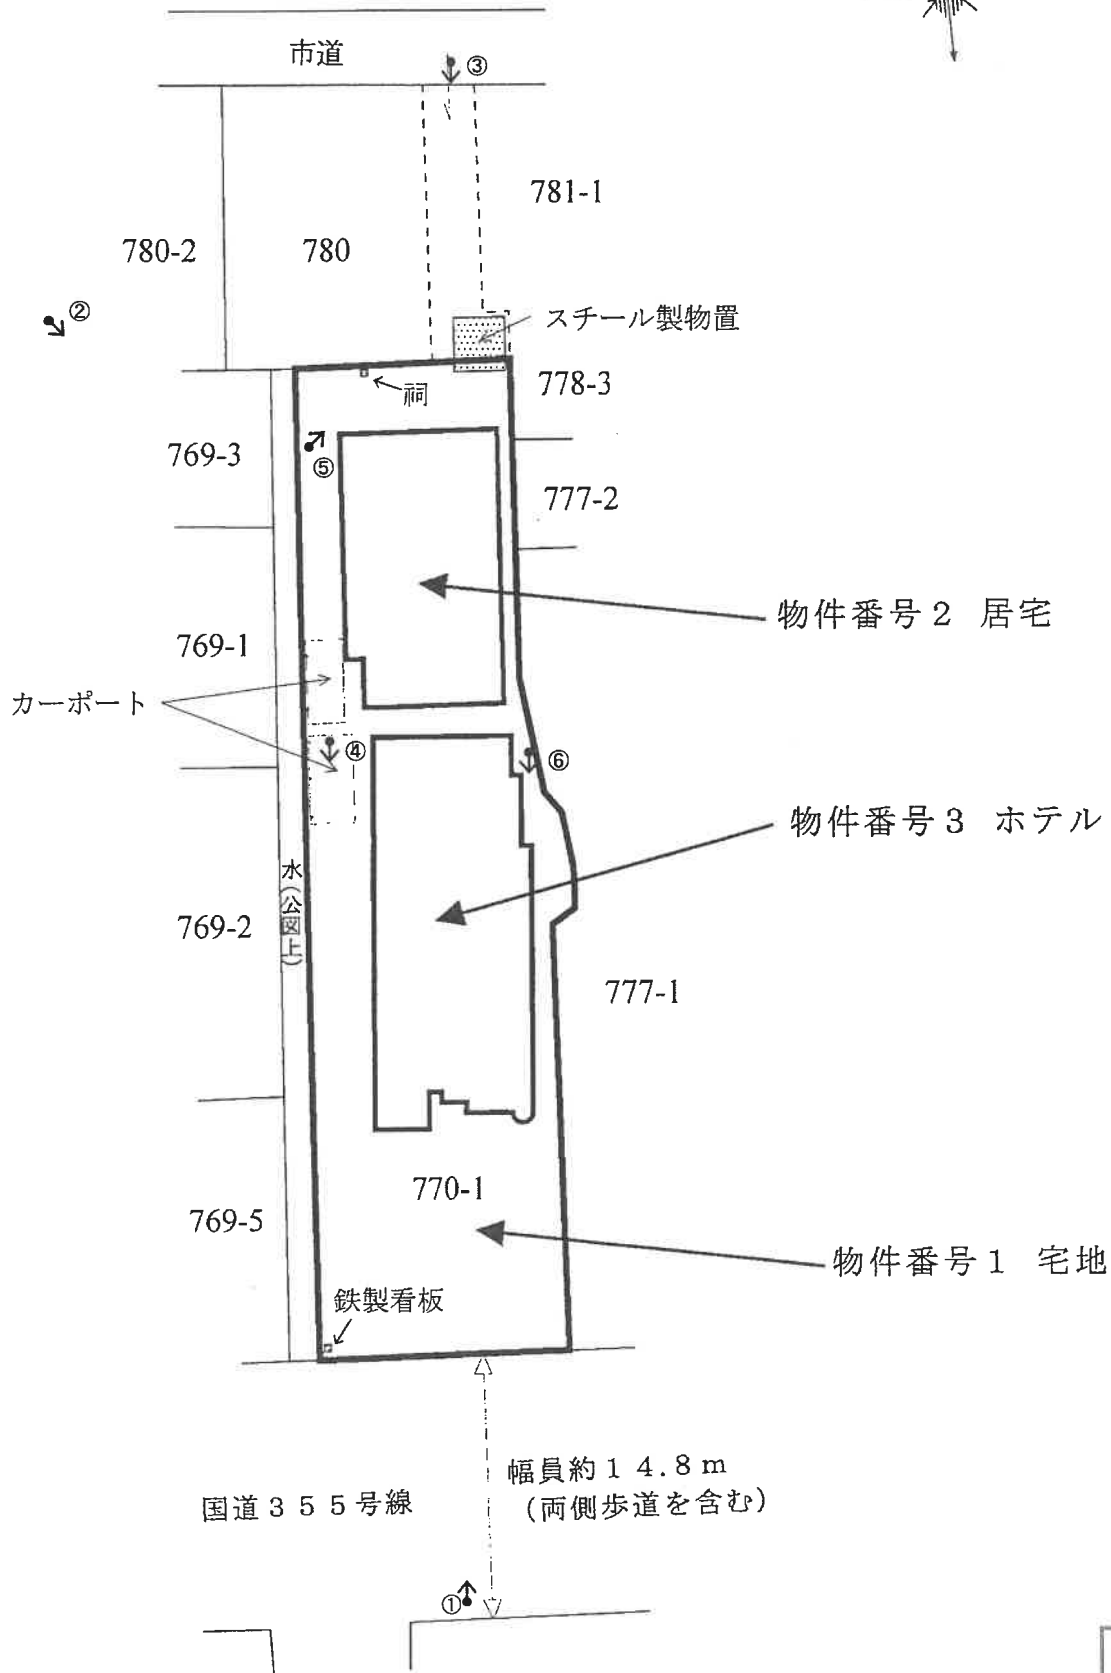 市道
③
781-1
780-2
780
②
スチール製物置
778-3
祠
769-3
⑤
777-2
物件番号2 居宅
769-1
カーポート
④
⑥
物件番号3 ホテル
水(公図上)
769-2
777-1
770-1
769-5
物件番号1 宅地
鉄製看板
幅員約14.8m
(両側歩道を含む)
国道355号線
①